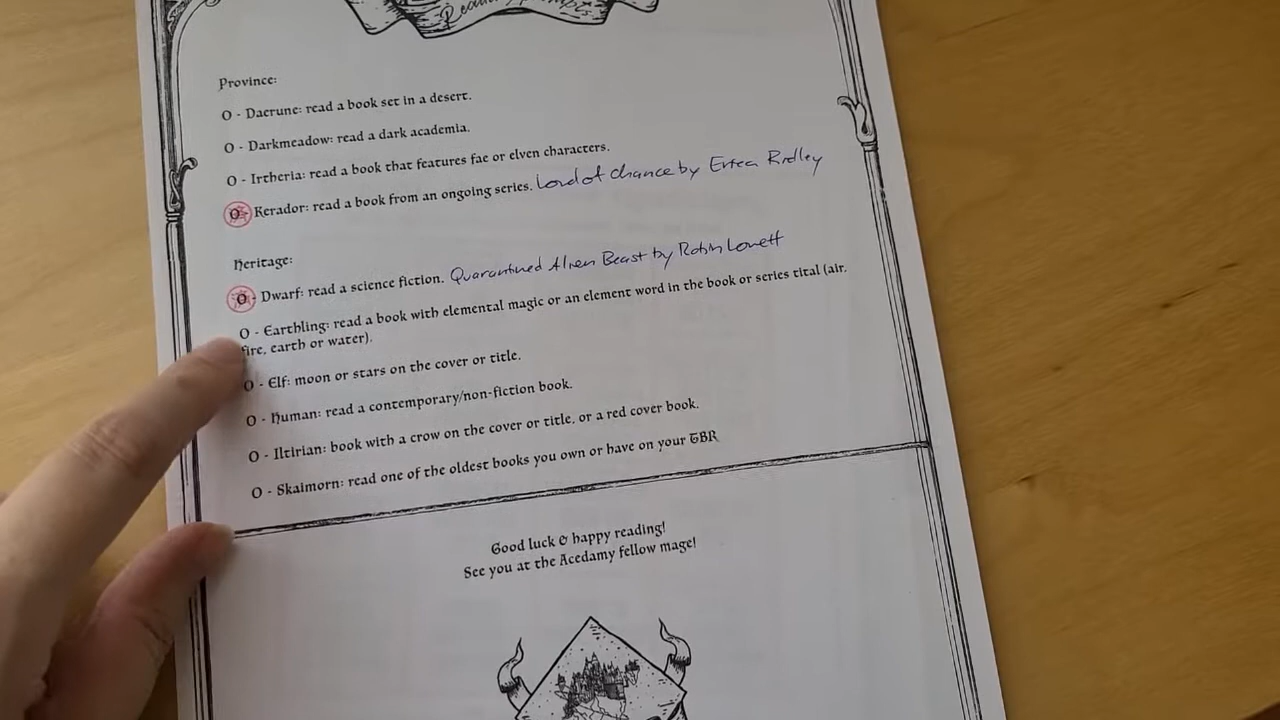 Province:
O - Daerune: read a book set in a desert.
O - Darkmeadow: read a dark academia.
O - Irtheria: read a book that features fae or elven characters.
O - Kerador: read a book from an ongoing series. Lord of Chance by Erica Ridley
Heritage:
O - Dwarf: read a science fiction. Quarantined Alien Beast by Robin Lovett
O - Earthling: read a book with elemental magic or an element word in the book or series tital (air,
fire, earth or water).
O - Elf: moon or stars on the cover or title.
O - Human: read a contemporary/non-fiction book.
O - Iltirian: book with a crow on the cover or title, or a red cover book.
O - Skaimorn: read one of the oldest books you own or have on your TBR
Good luck & happy reading!
See you at the Acedamy fellow mage!